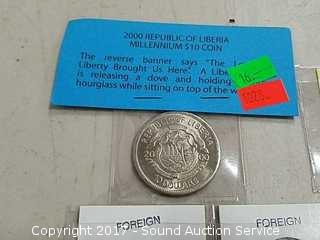 2000 REPUBLIC OF LIBERIA
MILLENNIUM $10 COIN
The reverse banner says "The
Liberty Brought Us Here". A
is releasing a dove and holding
hourglass while sitting on top of the
REPUBLIC OF LIBERIA
20 00
10 DOLLARS
FOREIGN
FOREIGN
Copyright 2017 - Sound Auction Service